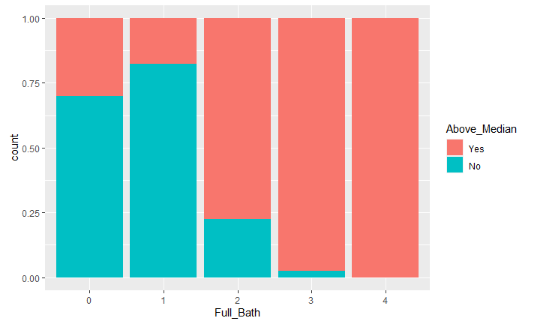 1.00
0.75
0.50
0.25
0.00
count
0 1 2 3 4
Full_Bath
Above_Median
Yes
No